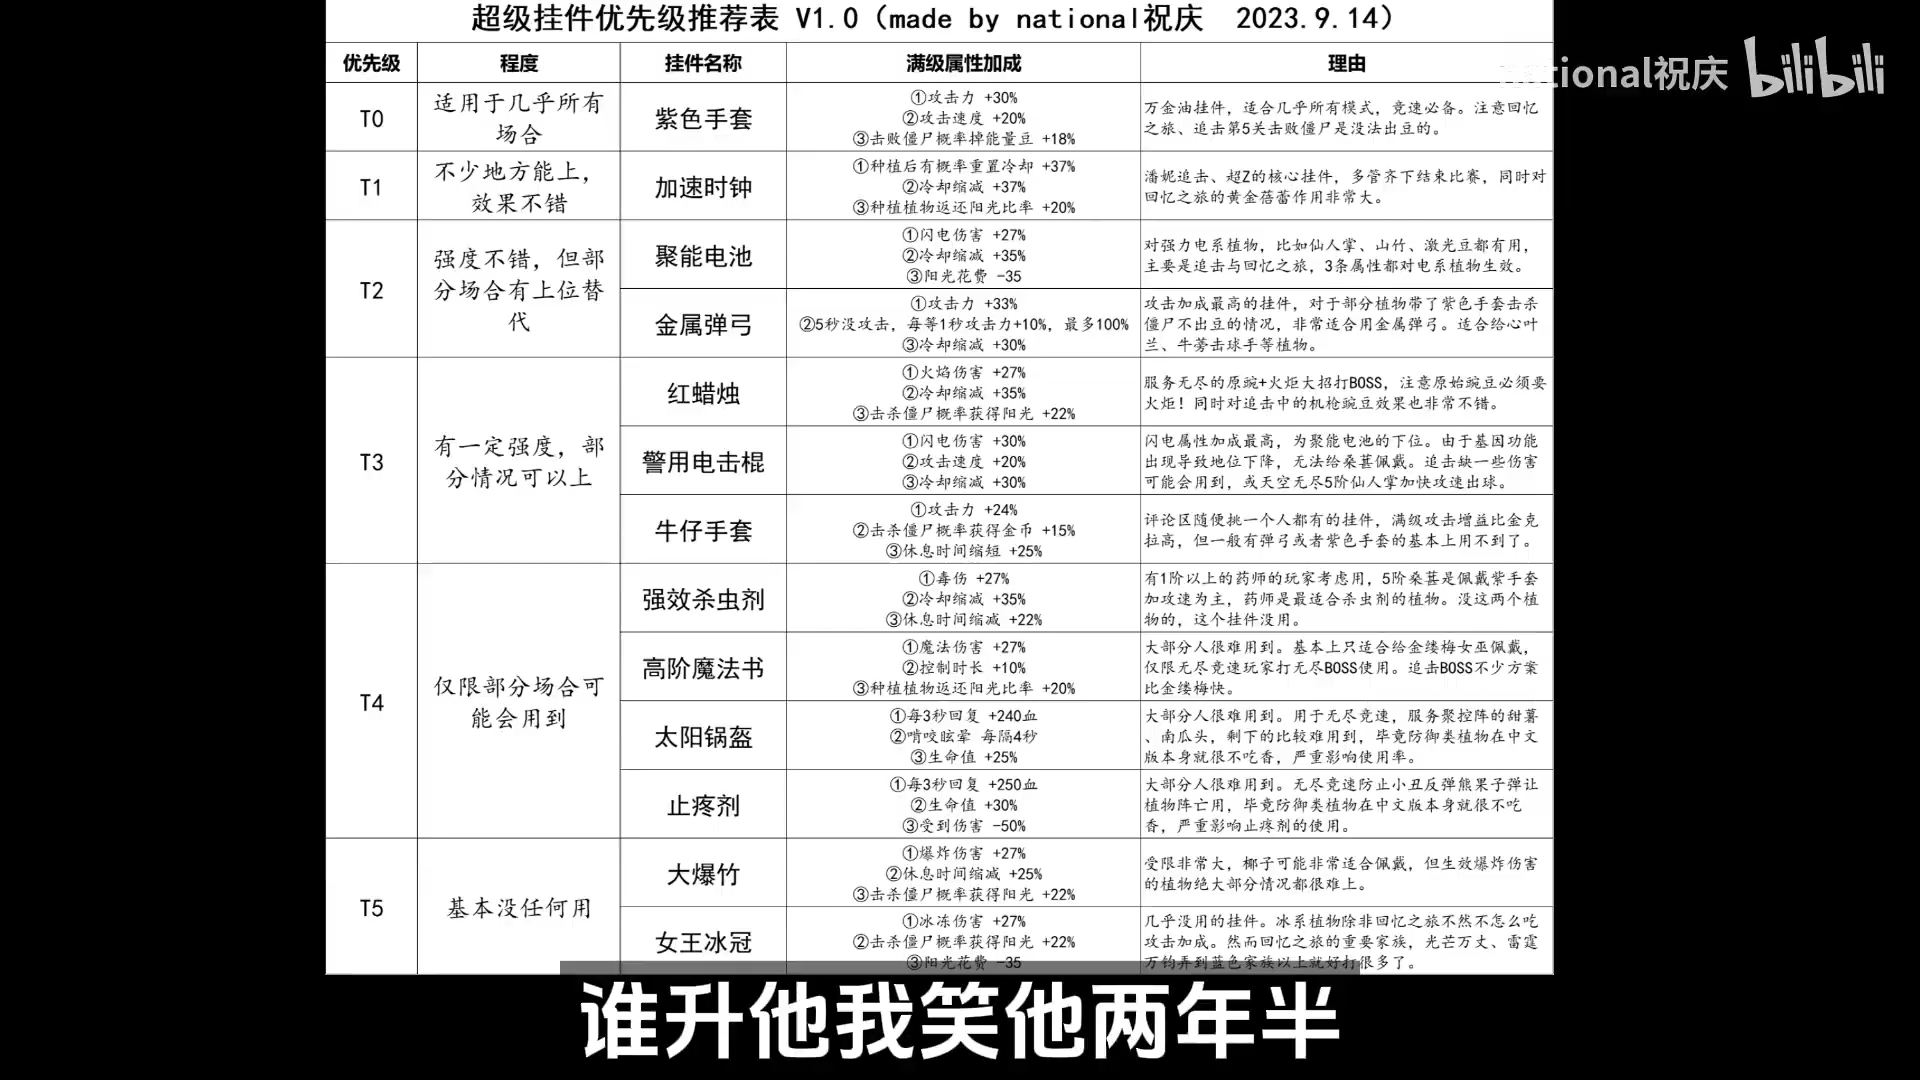 超级挂件优先级推荐表 V1.0（made by national祝庆 2023.9.14）
national祝庆 bilibili
优先级 程度 挂件名称 满级属性加成 理由
T0
适用于几乎所有
场合
紫色手套
①攻击力 +30%
②攻击速度 +20%
③击败僵尸概率掉能量豆 +18%
万金油挂件，适合几乎所有模式，竞速必备。注意回忆
之旅、追击第5关击败僵尸是没法出豆的。
T1
不少地方能上，
效果不错
加速时钟
①种植后有概率重置冷却 +37%
②冷却缩减 +37%
③种植植物返还阳光比率 +20%
潘妮追击、超Z的核心挂件，多管齐下结束比赛，同时对
回忆之旅的黄金蓓蕾作用非常大。
T2
强度不错，但部
分场合有上位替
代
聚能电池
①闪电伤害 +27%
②冷却缩减 +35%
③阳光花费 -35
对强力电系植物，比如仙人掌、山竹、激光豆都有用，
主要是追击与回忆之旅，3条属性都对电系植物生效。
金属弹弓
①攻击力 +33%
②5秒没攻击，每等1秒攻击力+10%，最多100%
③冷却缩减 +30%
攻击加成最高的挂件，对于部分植物带了紫色手套击杀
僵尸不出豆的情况，非常适合用金属弹弓。适合给心叶
兰、牛蒡击球手等植物。
T3
有一定强度，部
分情况可以上
红蜡烛
①火焰伤害 +27%
②冷却缩减 +35%
③击杀僵尸概率获得阳光 +22%
服务无尽的原豌+火炬大招打BOSS，注意原始豌豆必须要
火炬！同时对追击中的机枪豌豆效果也非常不错。
警用电击棍
①闪电伤害 +30%
②攻击速度 +20%
③冷却缩减 +30%
闪电属性加成最高，为聚能电池的下位。由于基因功能
出现导致地位下降，无法给桑葚佩戴。追击缺一些伤害
可能会用到，或天空无尽5阶仙人掌加快攻速出球。
牛仔手套
①攻击力 +24%
②击杀僵尸概率获得金币 +15%
③休息时间缩短 +25%
评论区随便挑一个人都有的挂件，满级攻击增益比金克
拉高，但一般有弹弓或者紫色手套的基本上用不到了。
T4
仅限部分场合可
能会用到
强效杀虫剂
①毒伤 +27%
②冷却缩减 +35%
③休息时间缩减 +22%
有1阶以上的药师的玩家考虑用，5阶桑葚是佩戴紫手套
加攻速为主，药师是最适合杀虫剂的植物。没这两个植
物的，这个挂件没用。
高阶魔法书
①魔法伤害 +27%
②控制时长 +10%
③种植植物返还阳光比率 +20%
大部分人很难用到。基本上只适合给金缕梅女巫佩戴，
仅限无尽竞速玩家打无尽BOSS使用。追击BOSS不少方案
比金缕梅快。
太阳锅盔
①每3秒回复 +240血
②啃咬眩晕 每隔4秒
③生命值 +25%
大部分人很难用到。用于无尽竞速，服务聚控阵的甜薯
、南瓜头，剩下的比较难用到，毕竟防御类植物在中文
版本身就很不吃香，严重影响使用率。
止疼剂
①每3秒回复 +250血
②生命值 +30%
③受到伤害 -50%
大部分人很难用到。无尽竞速防止小丑反弹熊果子弹让
植物阵亡用，毕竟防御类植物在中文版本身就很不吃
香，严重影响止疼剂的使用。
T5
基本没任何用
大爆竹
①爆炸伤害 +27%
②休息时间缩减 +25%
③击杀僵尸概率获得阳光 +22%
受限非常大，椰子可能非常适合佩戴，但生效爆炸伤害
的植物绝大部分情况都很难上。
女王冰冠
①冰冻伤害 +27%
②击杀僵尸概率获得阳光 +22%
③阳光花费 -35
几乎没用的挂件。冰系植物除非回忆之旅不然不怎么吃
攻击加成。然而回忆之旅的重要家族，光芒万丈、雷霆
万钧弄到蓝色家族以上就好打很多了。
谁升他我笑他两年半